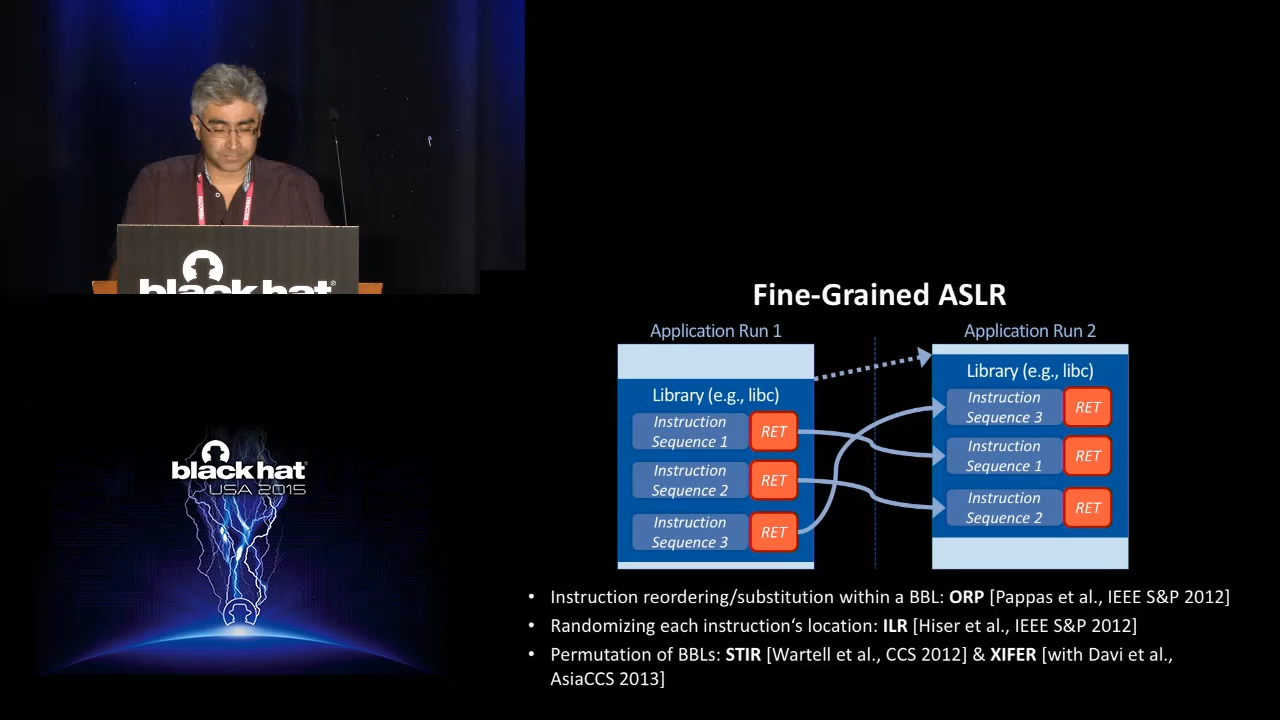 black hat
Fine-Grained ASLR
Application Run 1
Library (e.g., libc)
Instruction
Sequence 1
RET
Instruction
Sequence 2
RET
Instruction
Sequence 3
RET
Application Run 2
Library (e.g., libc)
Instruction
Sequence 3
RET
Instruction
Sequence 1
RET
Instruction
Sequence 2
RET
black hat
USA 2015
• Instruction reordering/substitution within a BBL: ORP [Pappas et al., IEEE S&P 2012]
• Randomizing each instruction‘s location: ILR [Hiser et al., IEEE S&P 2012]
• Permutation of BBLs: STIR [Wartell et al., CCS 2012] & XIFER [with Davi et al.,
AsiaCCS 2013]